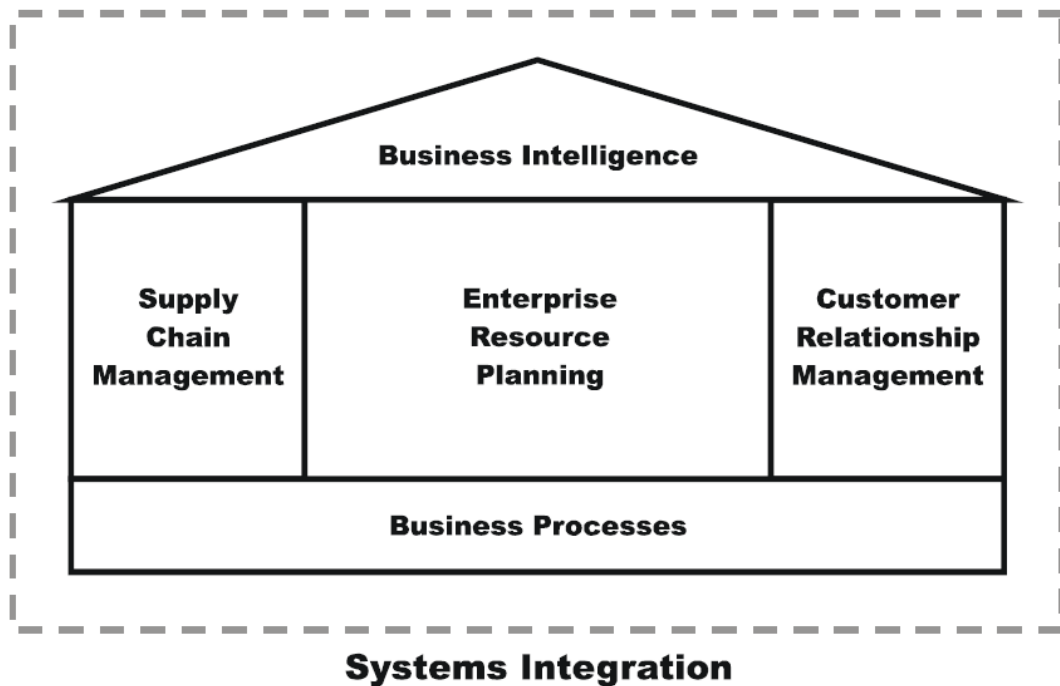 Business Intelligence
Supply
Chain
Management
Enterprise
Resource
Planning
Customer
Relationship
Management
Business Processes
Systems Integration